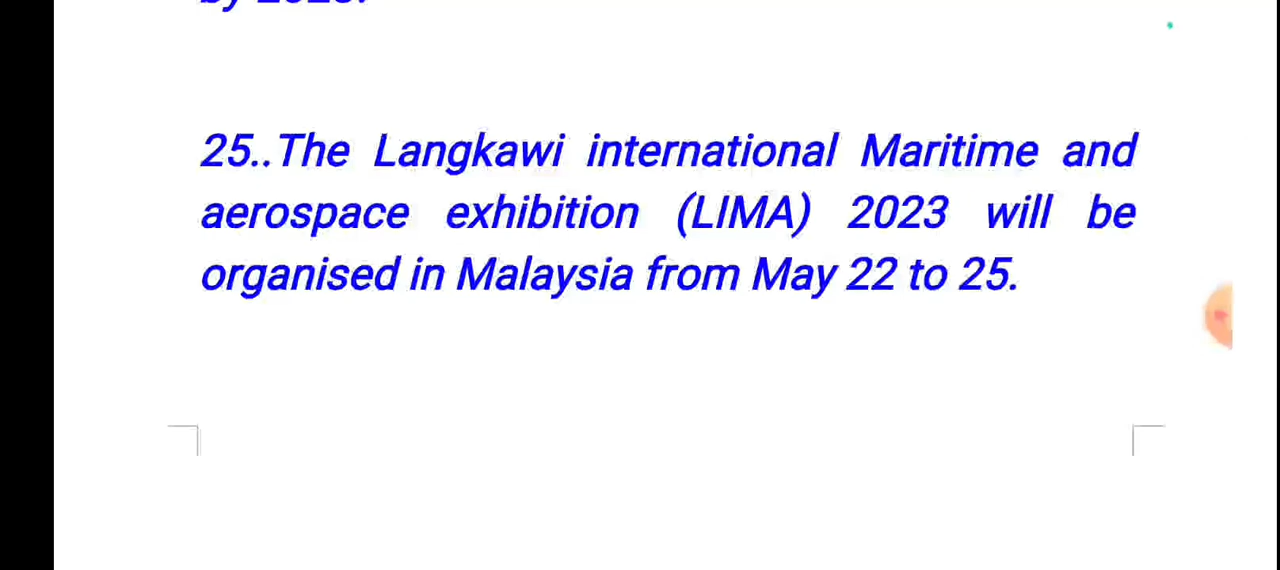 25..The Langkawi international Maritime and
aerospace exhibition (LIMA) 2023 will be
organised in Malaysia from May 22 to 25.